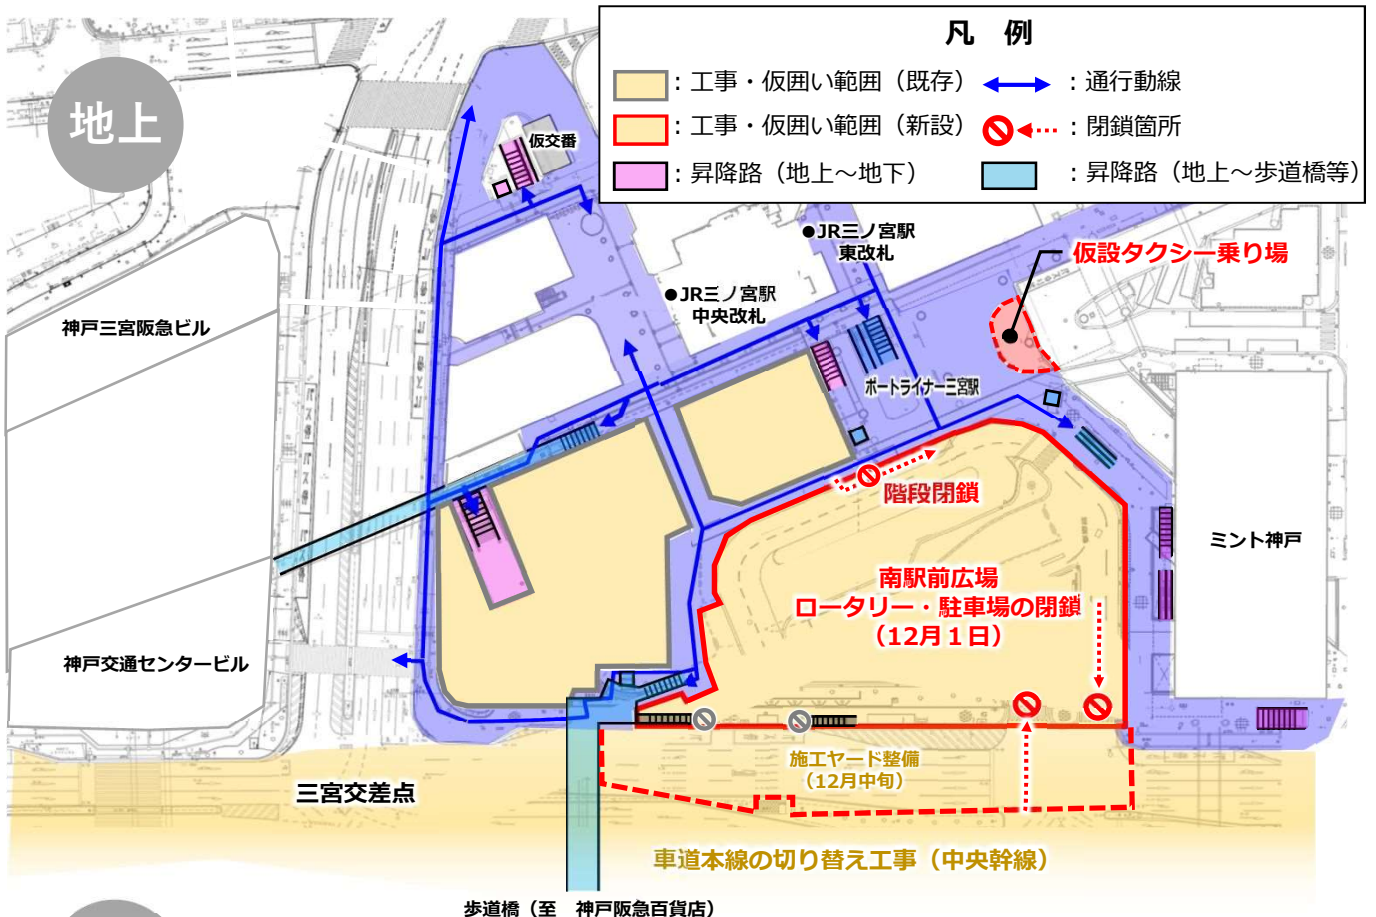 凡 例
：工事・仮囲い範囲（既存）
：通行動線
：工事・仮囲い範囲（新設）
：閉鎖箇所
：昇降路（地上～地下）
：昇降路（地上～歩道橋等）
地上
仮交番
●JR三ノ宮駅
東改札
仮設タクシー乗り場
●JR三ノ宮駅
中央改札
神戸三宮阪急ビル
ポートライナー三宮駅
階段閉鎖
ミント神戸
南駅前広場
ロータリー・駐車場の閉鎖
（12月１日）
神戸交通センタービル
施工ヤード整備
（12月中旬）
三宮交差点
車道本線の切り替え工事（中央幹線）
歩道橋（至 神戸阪急百貨店）